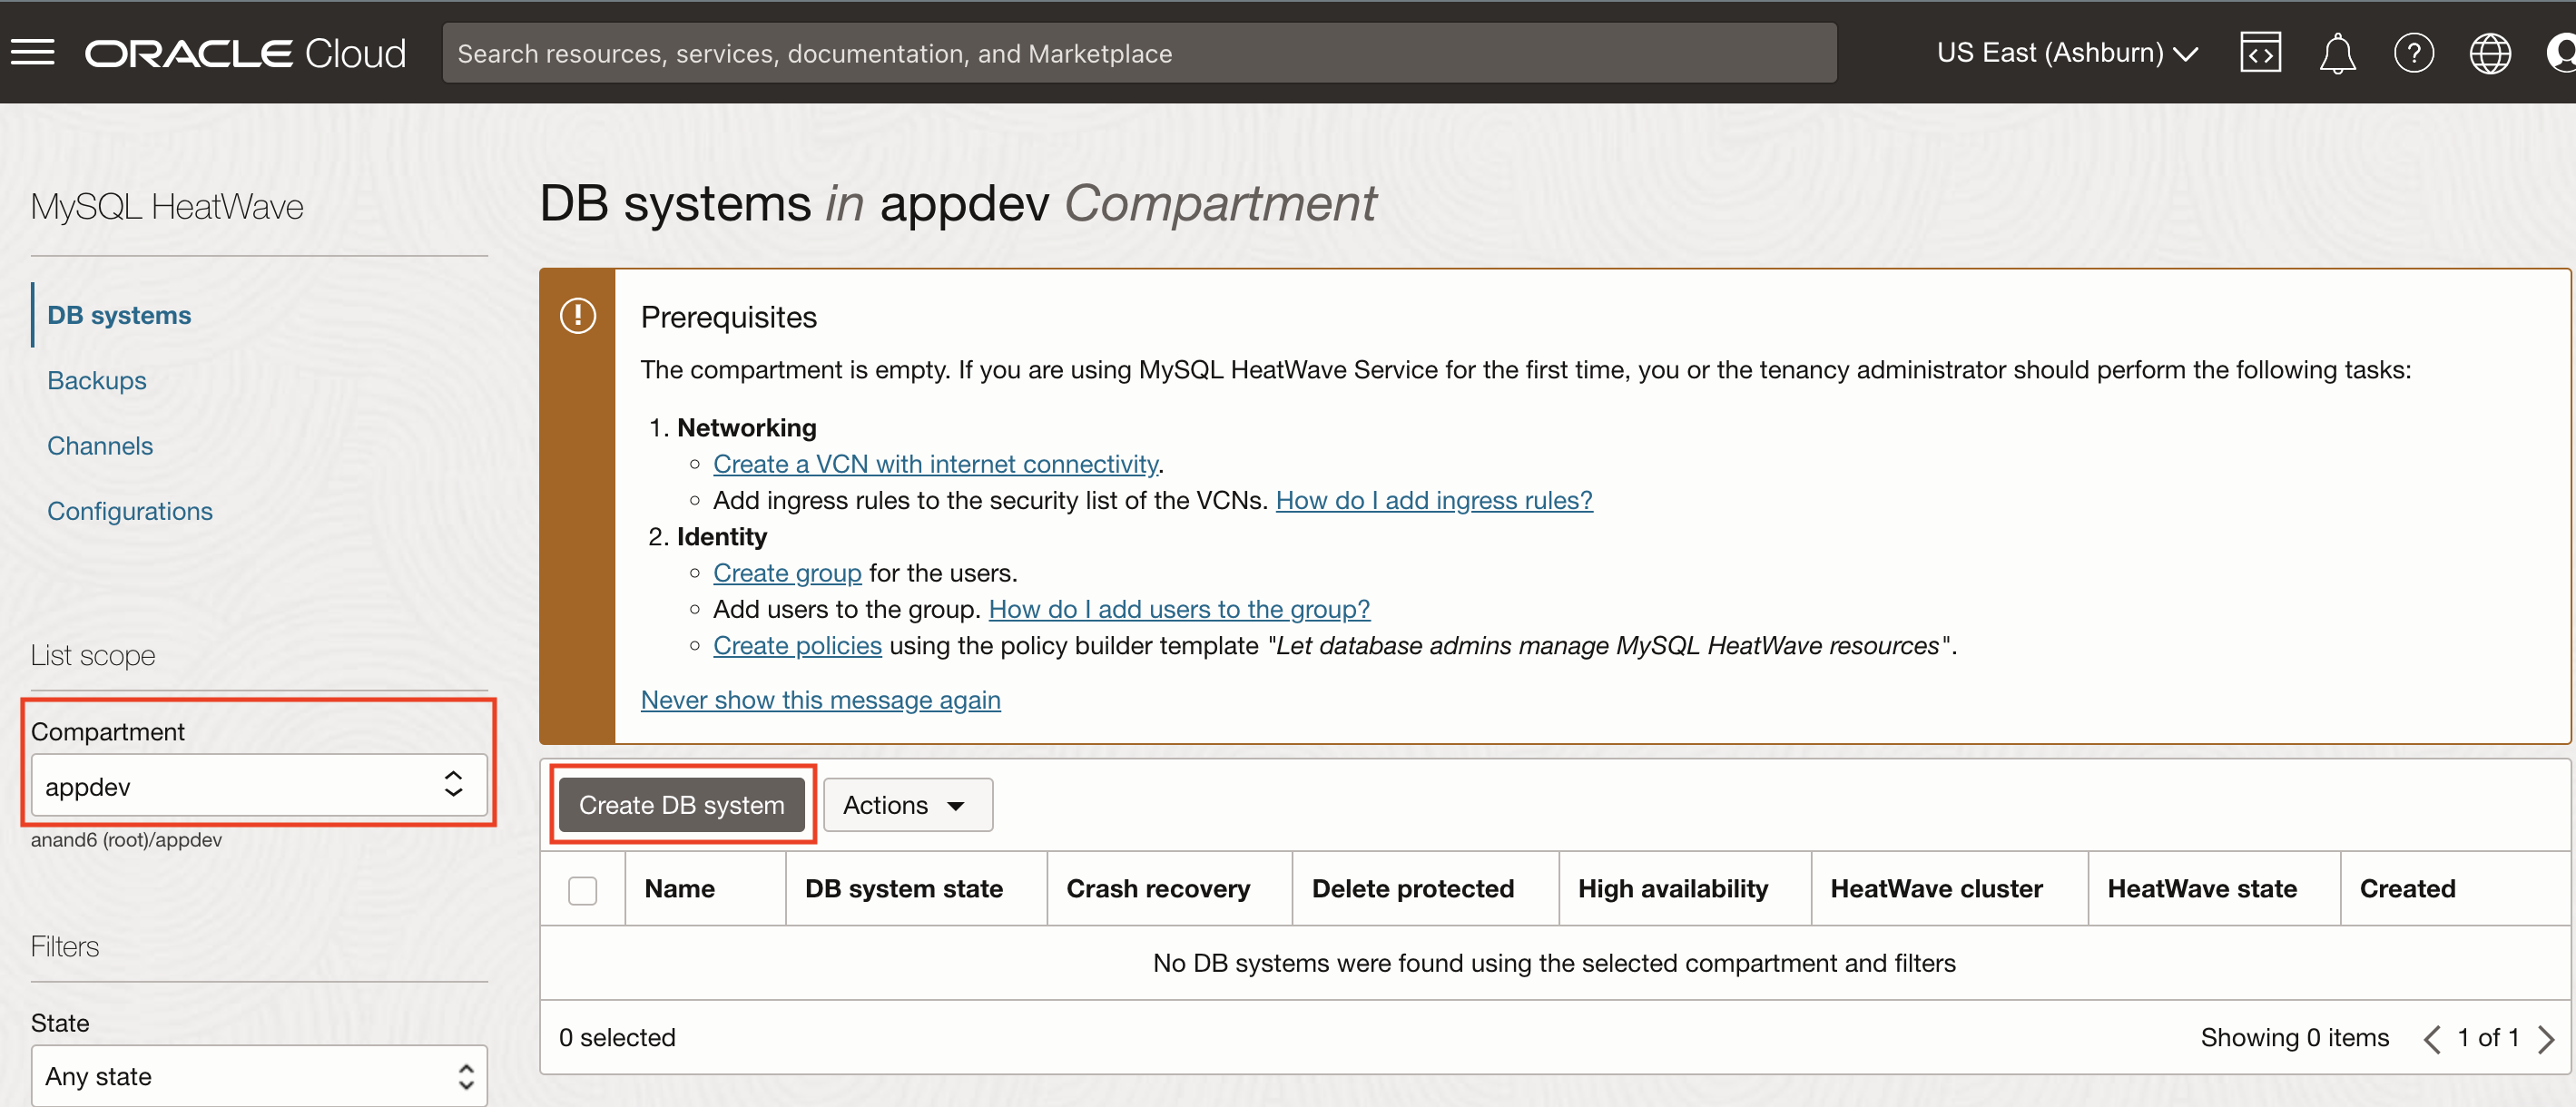 ORACLE Cloud
Search resources, services, documentation, and Marketplace
US East (Ashburn)
MySQL HeatWave
DB systems
Backups
Channels
Configurations
List scope
Compartment
appdev
anand6 (root)/appdev
Filters
State
Any state
DB systems in appdev Compartment
Prerequisites
The compartment is empty. If you are using MySQL HeatWave Service for the first time, you or the tenancy administrator should perform the following tasks:
1. Networking
Create a VCN with internet connectivity.
Add ingress rules to the security list of the VCNs. How do I add ingress rules?
2. Identity
Create group for the users.
Add users to the group. How do I add users to the group?
Create policies using the policy builder template "Let database admins manage MySQL HeatWave resources".
Never show this message again
Create DB system Actions
Name DB system state Crash recovery Delete protected High availability HeatWave cluster HeatWave state Created
No DB systems were found using the selected compartment and filters
0 selected Showing 0 items 1 of 1